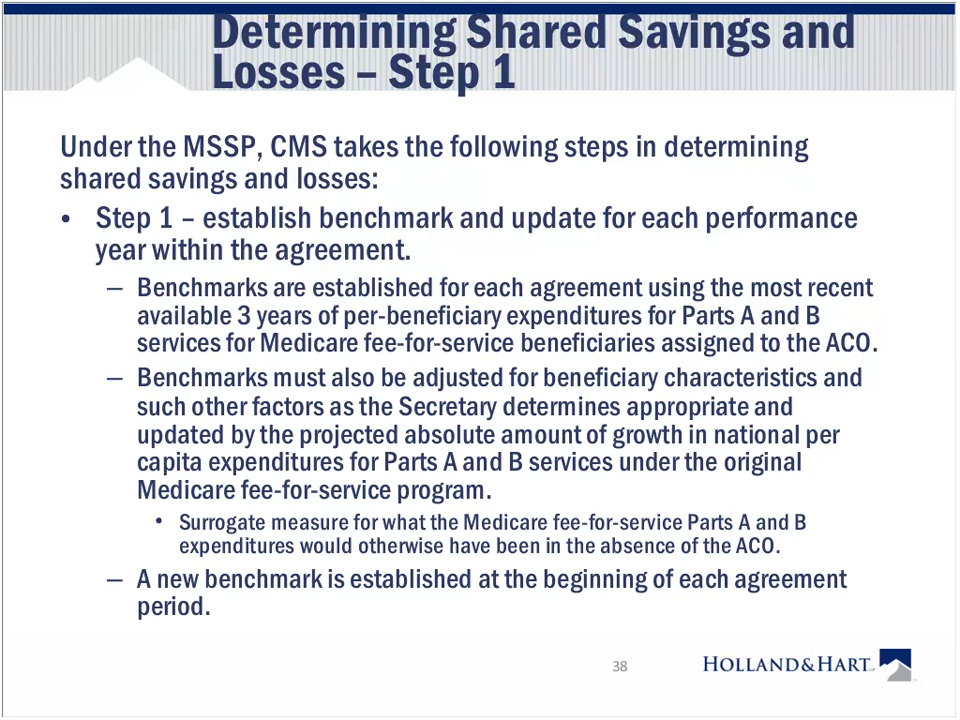 Determining Shared Savings and
Losses – Step 1
Under the MSSP, CMS takes the following steps in determining
shared savings and losses:
• Step 1 – establish benchmark and update for each performance
year within the agreement.
– Benchmarks are established for each agreement using the most recent
available 3 years of per-beneficiary expenditures for Parts A and B
services for Medicare fee-for-service beneficiaries assigned to the ACO.
– Benchmarks must also be adjusted for beneficiary characteristics and
such other factors as the Secretary determines appropriate and
updated by the projected absolute amount of growth in national per
capita expenditures for Parts A and B services under the original
Medicare fee-for-service program.
• Surrogate measure for what the Medicare fee-for-service Parts A and B
expenditures would otherwise have been in the absence of the ACO.
– A new benchmark is established at the beginning of each agreement
period.
38
HOLLAND&HART